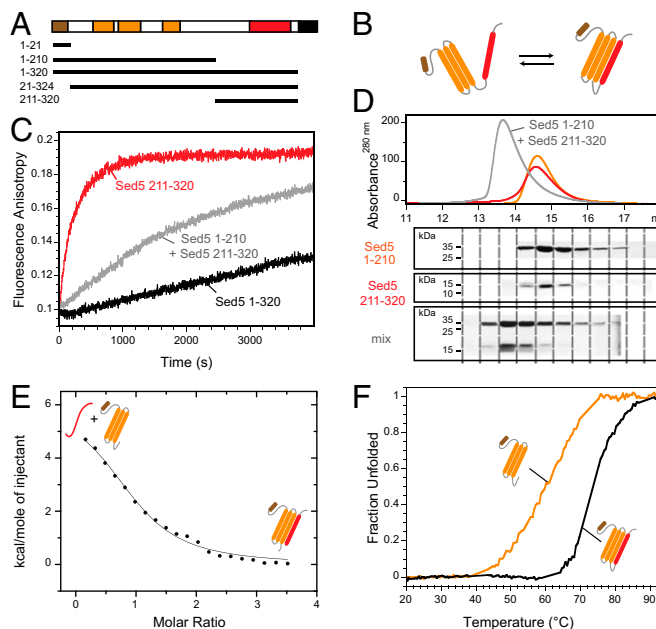 A
1-21
1-210
1-320
21-324
211-320
B
C
0.2
0.18
0.16
0.14
0.12
0.1
Fluorescence Anisotropy
Sed5 211-320
Sed5 1-210
+ Sed5 211-320
Sed5 1-320
0 1000 2000 3000
Time (s)
D
Absorbance280 nm
200
100
0
Sed5 1-210
+ Sed5 211-320
11 12 13 14 15 16 17
Sed5
1-210
kDa
35
25
Sed5
211-320
kDa
15
10
mix
kDa
35
25
15
E
kcal/mole of injectant
6
4
2
0
+
0 1 2 3 4
Molar Ratio
F
Fraction Unfolded
1
0.8
0.6
0.4
0.2
0
20 30 40 50 60 70 80 90
Temperature (°C)